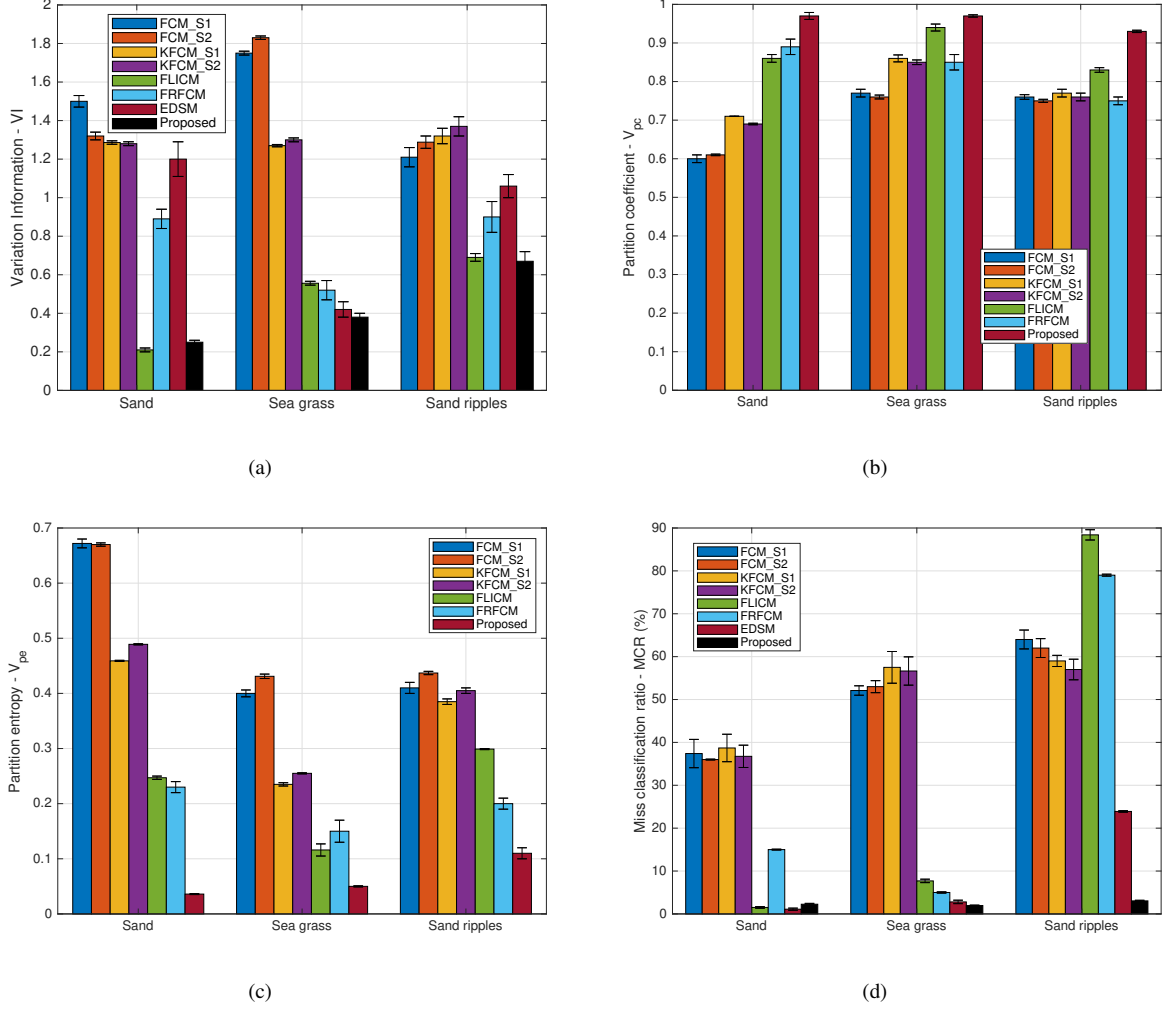 2
1.8
1.6
1.4
1.2
1
0.8
0.6
0.4
0.2
0
Variation Information - VI
FCM_S1
FCM_S2
KFCM_S1
KFCM_S2
FLICM
FRFCM
EDSM
Proposed
Sand Sea grass Sand ripples
(a)
1
0.9
0.8
0.7
0.6
0.5
0.4
0.3
0.2
0.1
0
Partition coefficient - Vpc
FCM_S1
FCM_S2
KFCM_S1
KFCM_S2
FLICM
FRFCM
Proposed
Sand Sea grass Sand ripples
(b)
0.7
0.6
0.5
0.4
0.3
0.2
0.1
0
Partition entropy - Vpe
FCM_S1
FCM_S2
KFCM_S1
KFCM_S2
FLICM
FRFCM
Proposed
Sand Sea grass Sand ripples
(c)
90
80
70
60
50
40
30
20
10
0
Miss classification ratio - MCR (%)
FCM_S1
FCM_S2
KFCM_S1
KFCM_S2
FLICM
FRFCM
EDSM
Proposed
Sand Sea grass Sand ripples
(d)